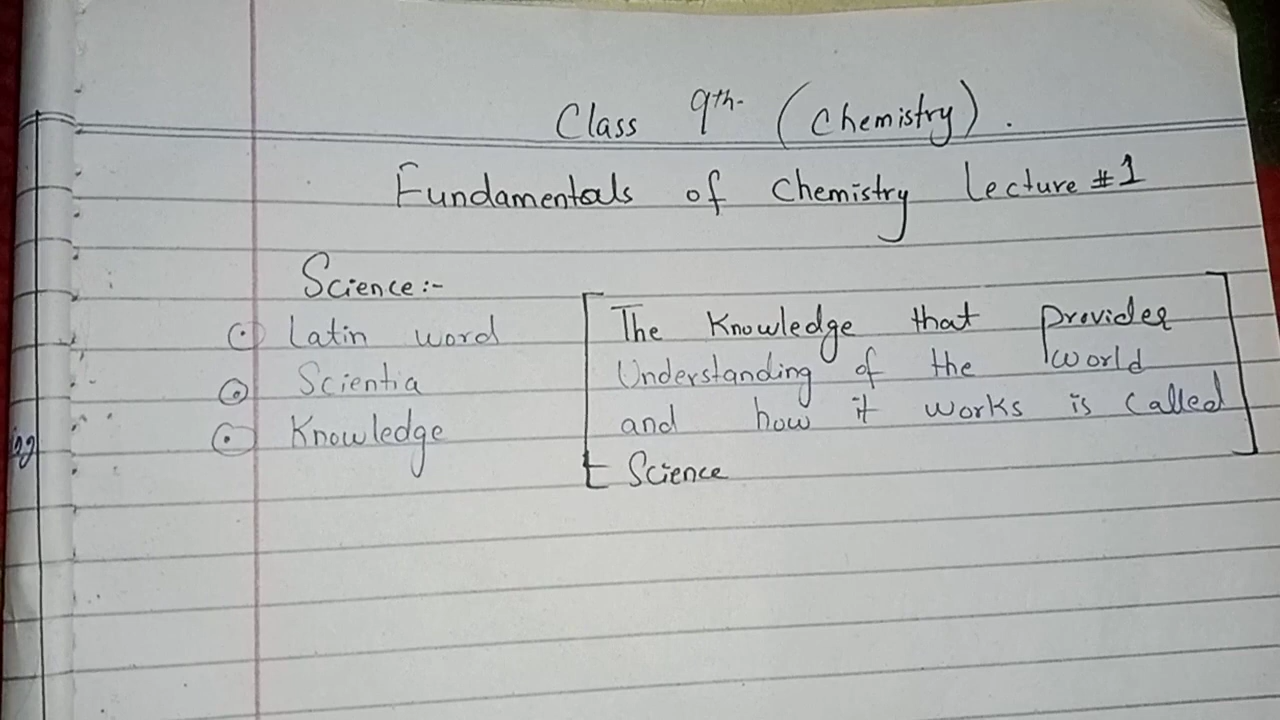 Class 9th. (Chemistry).
Fundamentals of Chemistry Lecture #1
Science:-
Latin word
Scientia
Knowledge
The Knowledge that provides
Understanding of the world
and how it works is called
Science